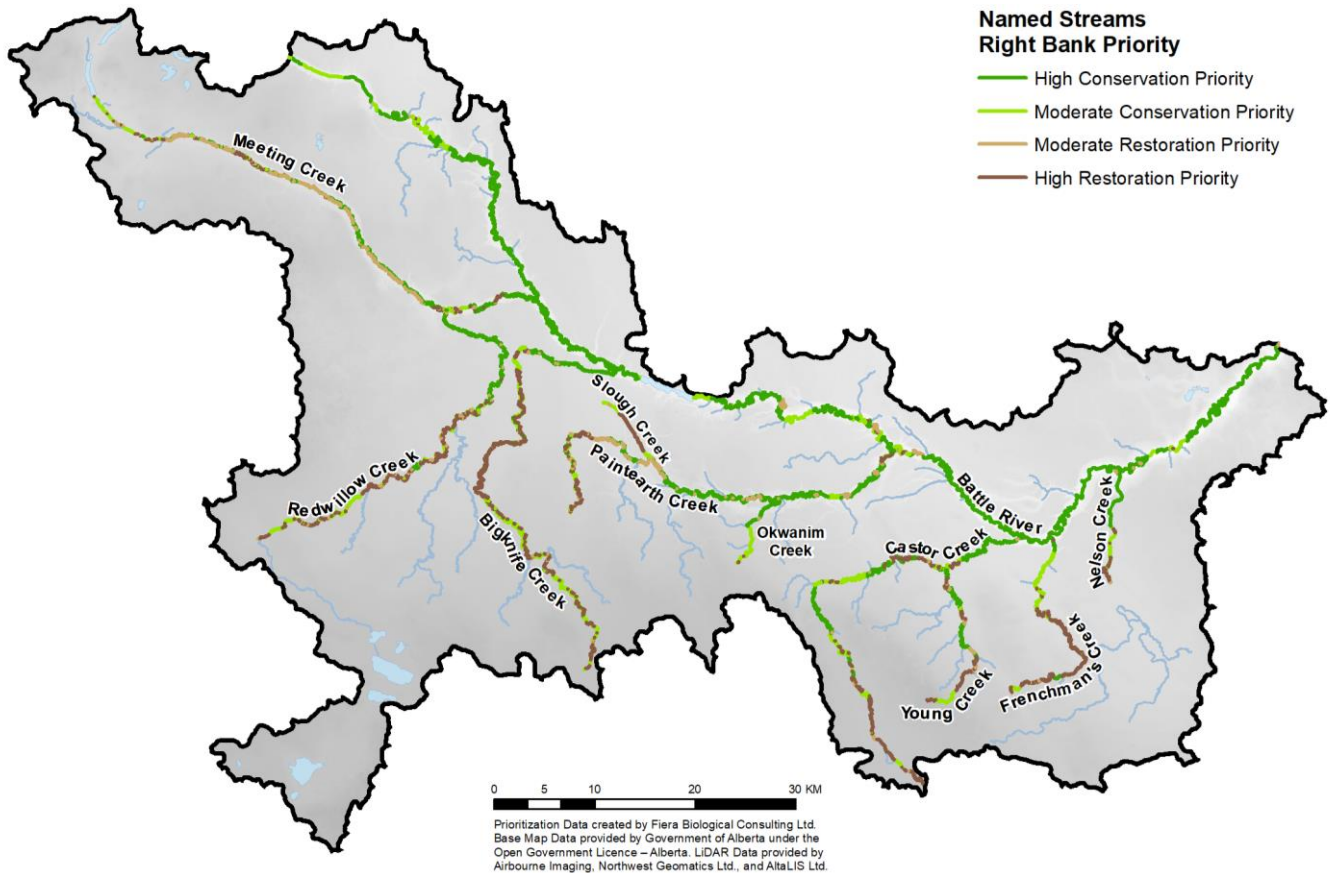 Named Streams
Right Bank Priority
High Conservation Priority
Moderate Conservation Priority
Moderate Restoration Priority
High Restoration Priority
Meeting Creek
Slough Creek
Paintearth Creek
Redwillow Creek
Bigknife Creek
Okwanim
Creek
Battle River
Castor Creek
Nelson Creek
Young Creek
Frenchman's Creek
0 5 10 20 30 KM
Prioritization Data created by Fiera Biological Consulting Ltd.
Base Map Data provided by Government of Alberta under the
Open Government Licence – Alberta. LiDAR Data provided by
Airbourne Imaging, Northwest Geomatics Ltd., and AltaLIS Ltd.